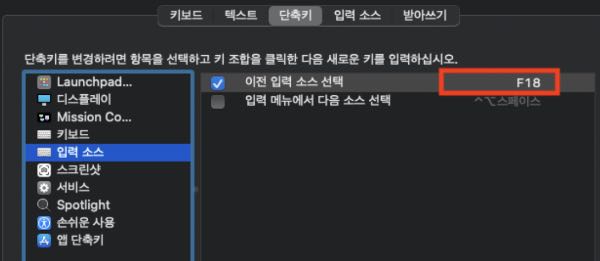 키보드 텍스트 단축키 입력 소스 받아쓰기
단축키를 변경하려면 항목을 선택하고 키 조합을 클릭한 다음 새로운 키를 입력하십시오.
Launchpad...
디스플레이
Mission Co...
키보드
입력 소스
스크린샷
서비스
Spotlight
손쉬운 사용
앱 단축키
이전 입력 소스 선택 F18
입력 메뉴에서 다음 소스 선택 ^⌥스페이스